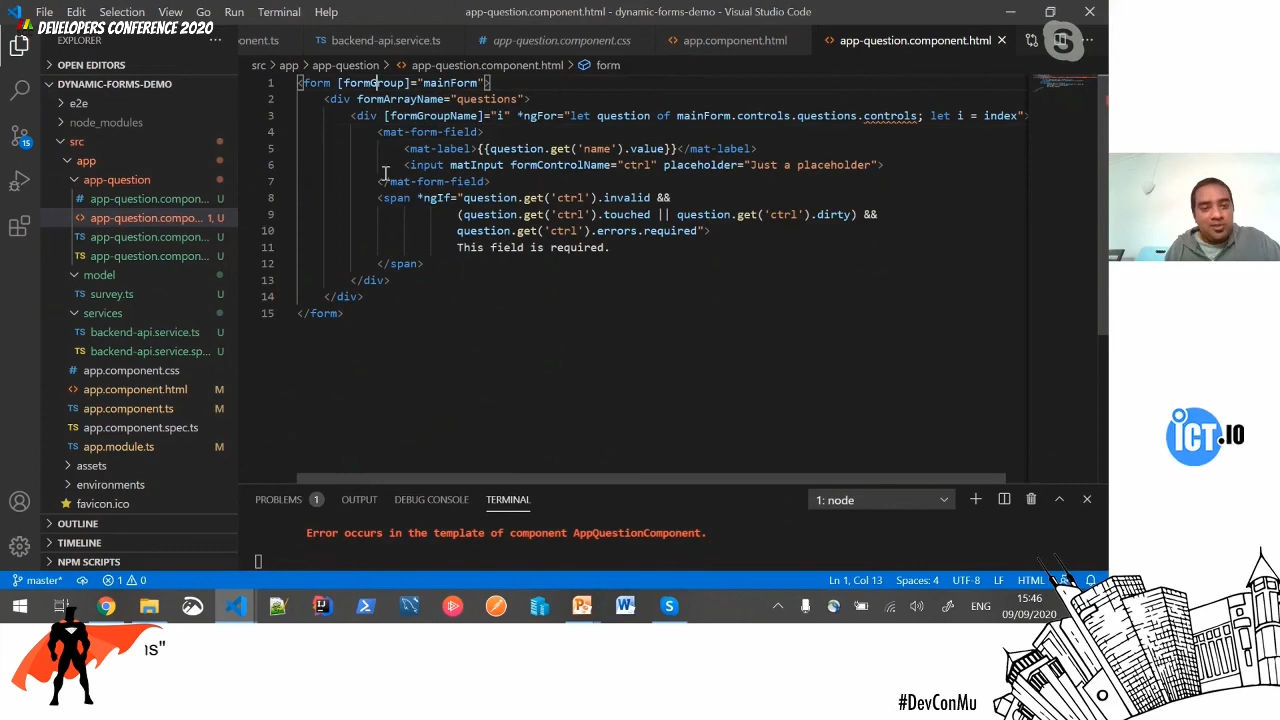 File Edit Selection View Go Run Terminal Help
app-question.component.html - dynamic-forms-demo - Visual Studio Code
DEVELOPERS CONFERENCE 2020
EXPLORER ...
onent.ts
TS backend-api.service.ts
# app-question.component.css
<> app.component.html
<> app-question.component.html
src > app > app-question > <> app-question.component.html > form
OPEN EDITORS
DYNAMIC-FORMS-DEMO
e2e
node_modules
src
app
app-question
# app-question.compon... U
<> app-question.compo... 1, U
TS app-question.compon... U
TS app-question.compon... U
model
TS survey.ts U
services
TS backend-api.service.ts U
TS backend-api.service.sp... U
# app.component.css
<> app.component.html M
TS app.component.ts M
TS app.component.spec.ts
TS app.module.ts M
assets
environments
favicon.ico
OUTLINE
TIMELINE
NPM SCRIPTS
15
1 <form [formGroup]="mainForm">
2 <div formArrayName="questions">
3 <div [formGroupName]="i" *ngFor="let question of mainForm.controls.questions.controls; let i = index">
4 <mat-form-field>
5 <mat-label>{{question.get('name').value}}</mat-label>
6 <input matInput formControlName="ctrl" placeholder="Just a placeholder">
7 </mat-form-field>
8 <span *ngIf="question.get('ctrl').invalid &&
9 (question.get('ctrl').touched || question.get('ctrl').dirty) &&
10 question.get('ctrl').errors.required">
11 This field is required.
12 </span>
13 </div>
14 </div>
15 </form>
PROBLEMS 1 OUTPUT DEBUG CONSOLE TERMINAL
1: node
Error occurs in the template of component AppQuestionComponent.
master* 1 0
Ln 1, Col 13 Spaces: 4 UTF-8 LF HTML
ENG
15:46
09/09/2020
ICT.IO
ns"
#DevConMu